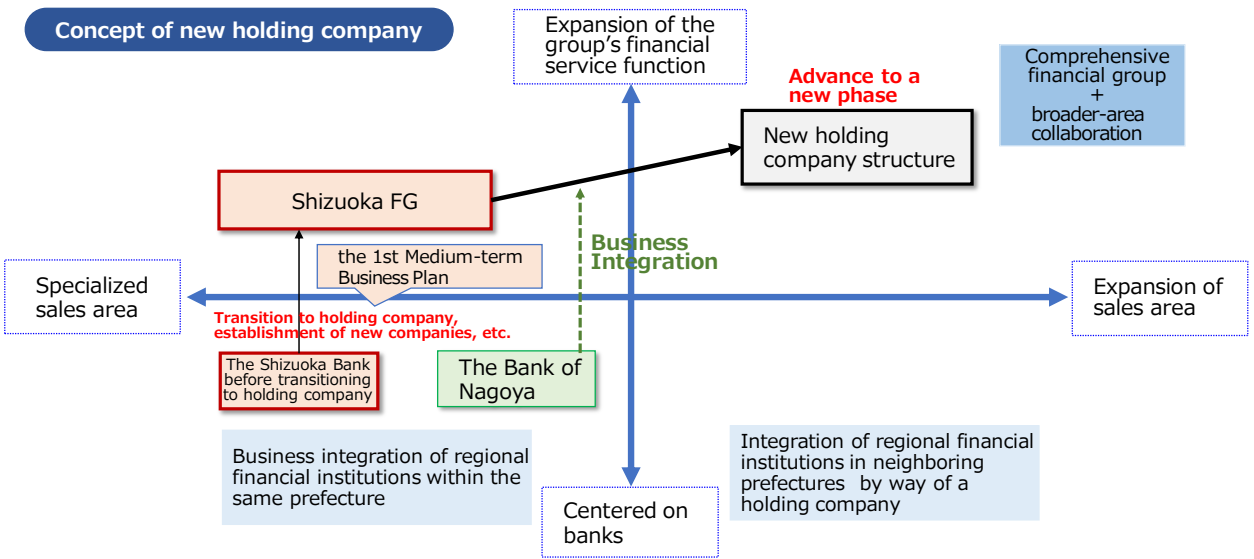 Concept of new holding company
Expansion of the
group's financial
service function
Advance to a
new phase
Comprehensive
financial group
+
broader-area
collaboration
New holding
company structure
Shizuoka FG
Business
Integration
the 1st Medium-term
Business Plan
Specialized
sales area
Expansion of
sales area
Transition to holding company,
establishment of new companies, etc.
The Shizuoka Bank
before transitioning
to holding company
The Bank of
Nagoya
Business integration of regional
financial institutions within the
same prefecture
Centered on
banks
Integration of regional financial
institutions in neighboring
prefectures by way of a
holding company